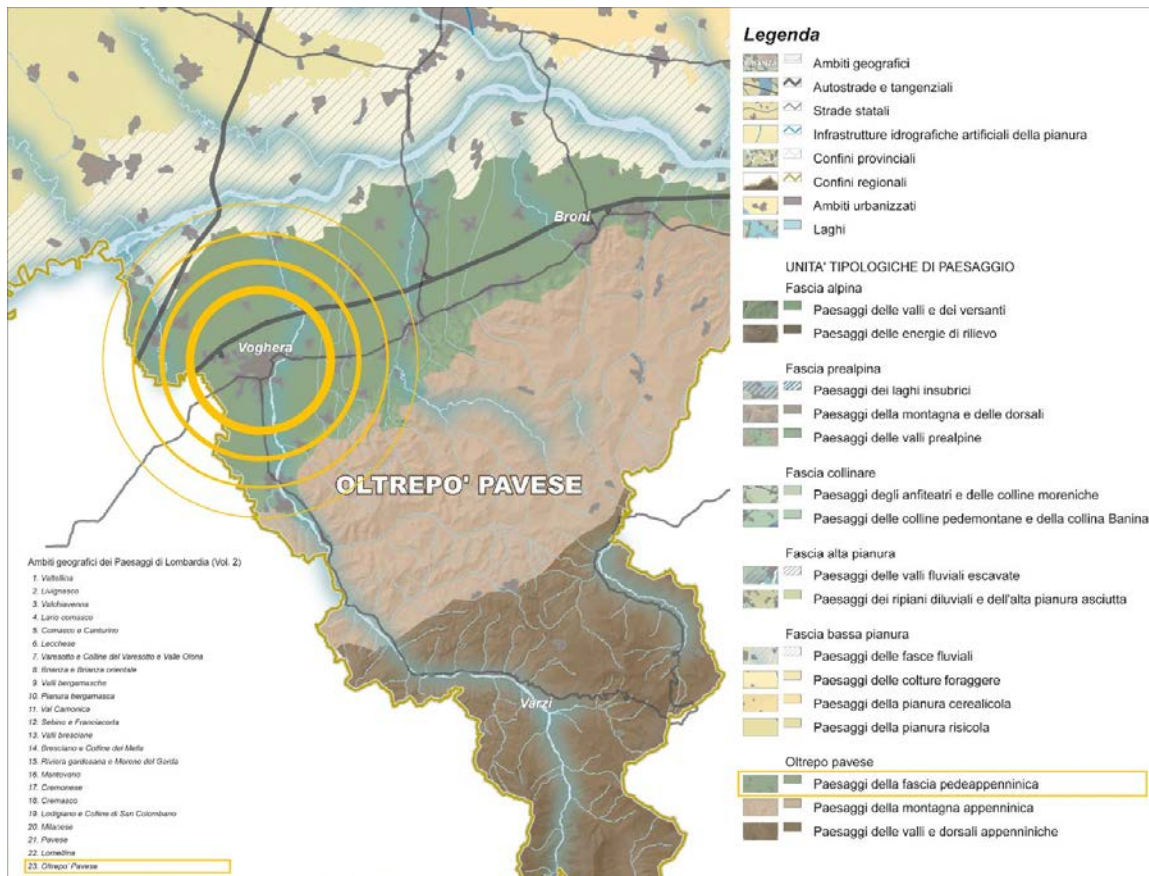 Broni
Voghera
OLTREPO' PAVESE
Varzi
Ambiti geografici dei Paesaggi di Lombardia (Vol. 2)
1. Valtellina
2. Livignasco
3. Valchiavenna
4. Lario comasco
5. Comasco e Canturino
6. Lecchese
7. Varesotto e Colline del Varesotto e Valle Olona
8. Brianza e Brianza orientale
9. Valli bergamasche
10. Pianura bergamasca
11. Val Camonica
12. Sebino e Franciacorta
13. Valli bresciane
14. Bresciano e Colline del Mella
15. Riviera gardesana e Morene del Garda
16. Mantovano
17. Cremonese
18. Cremasco
19. Lodigiano e Colline di San Colombano
20. Milanese
21. Pavese
22. Lomellina
23. Oltrepo' Pavese
Legenda
Ambiti geografici
Autostrade e tangenziali
Strade statali
Infrastrutture idrografiche artificiali della pianura
Confini provinciali
Confini regionali
Ambiti urbanizzati
Laghi
UNITA' TIPOLOGICHE DI PAESAGGIO
Fascia alpina
Paesaggi delle valli e dei versanti
Paesaggi delle energie di rilievo
Fascia prealpina
Paesaggi dei laghi insubrici
Paesaggi della montagna e delle dorsali
Paesaggi delle valli prealpine
Fascia collinare
Paesaggi degli anfiteatri e delle colline moreniche
Paesaggi delle colline pedemontane e della collina Banina
Fascia alta pianura
Paesaggi delle valli fluviali escavate
Paesaggi dei ripiani diluviali e dell'alta pianura asciutta
Fascia bassa pianura
Paesaggi delle fasce fluviali
Paesaggi delle colture foraggere
Paesaggi della pianura cerealicola
Paesaggi della pianura risicola
Oltrepo pavese
Paesaggi della fascia pedeappenninica
Paesaggi della montagna appenninica
Paesaggi delle valli e dorsali appenniniche